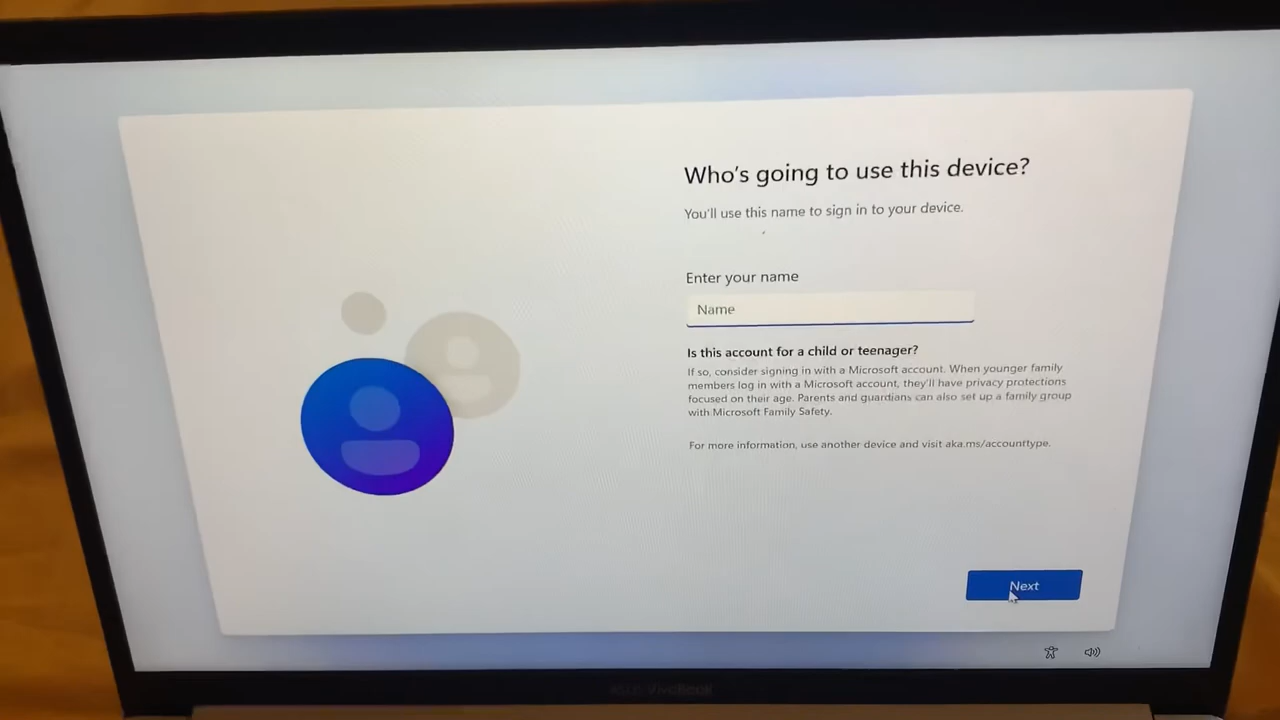 Who's going to use this device?
You'll use this name to sign in to your device.
Enter your name
Name
Is this account for a child or teenager?
If so, consider signing in with a Microsoft account. When younger family
members log in with a Microsoft account, they'll have privacy protections
focused on their age. Parents and guardians can also set up a family group
with Microsoft Family Safety.
For more information, use another device and visit aka.ms/accounttype.
Next
ASUS VivoBook